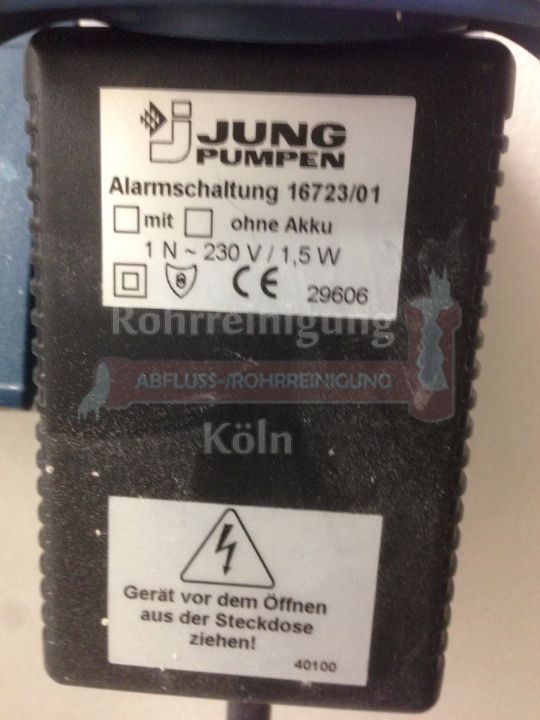 JUNG
PUMPEN
Alarmschaltung 16723/01
mit ohne Akku
1 N ~ 230 V / 1,5 W
CE 29606
Rohrreinigung
ABFLUSS-/ROHRREINIGUNG
Köln
Gerät vor dem Öffnen
aus der Steckdose
ziehen!
40100